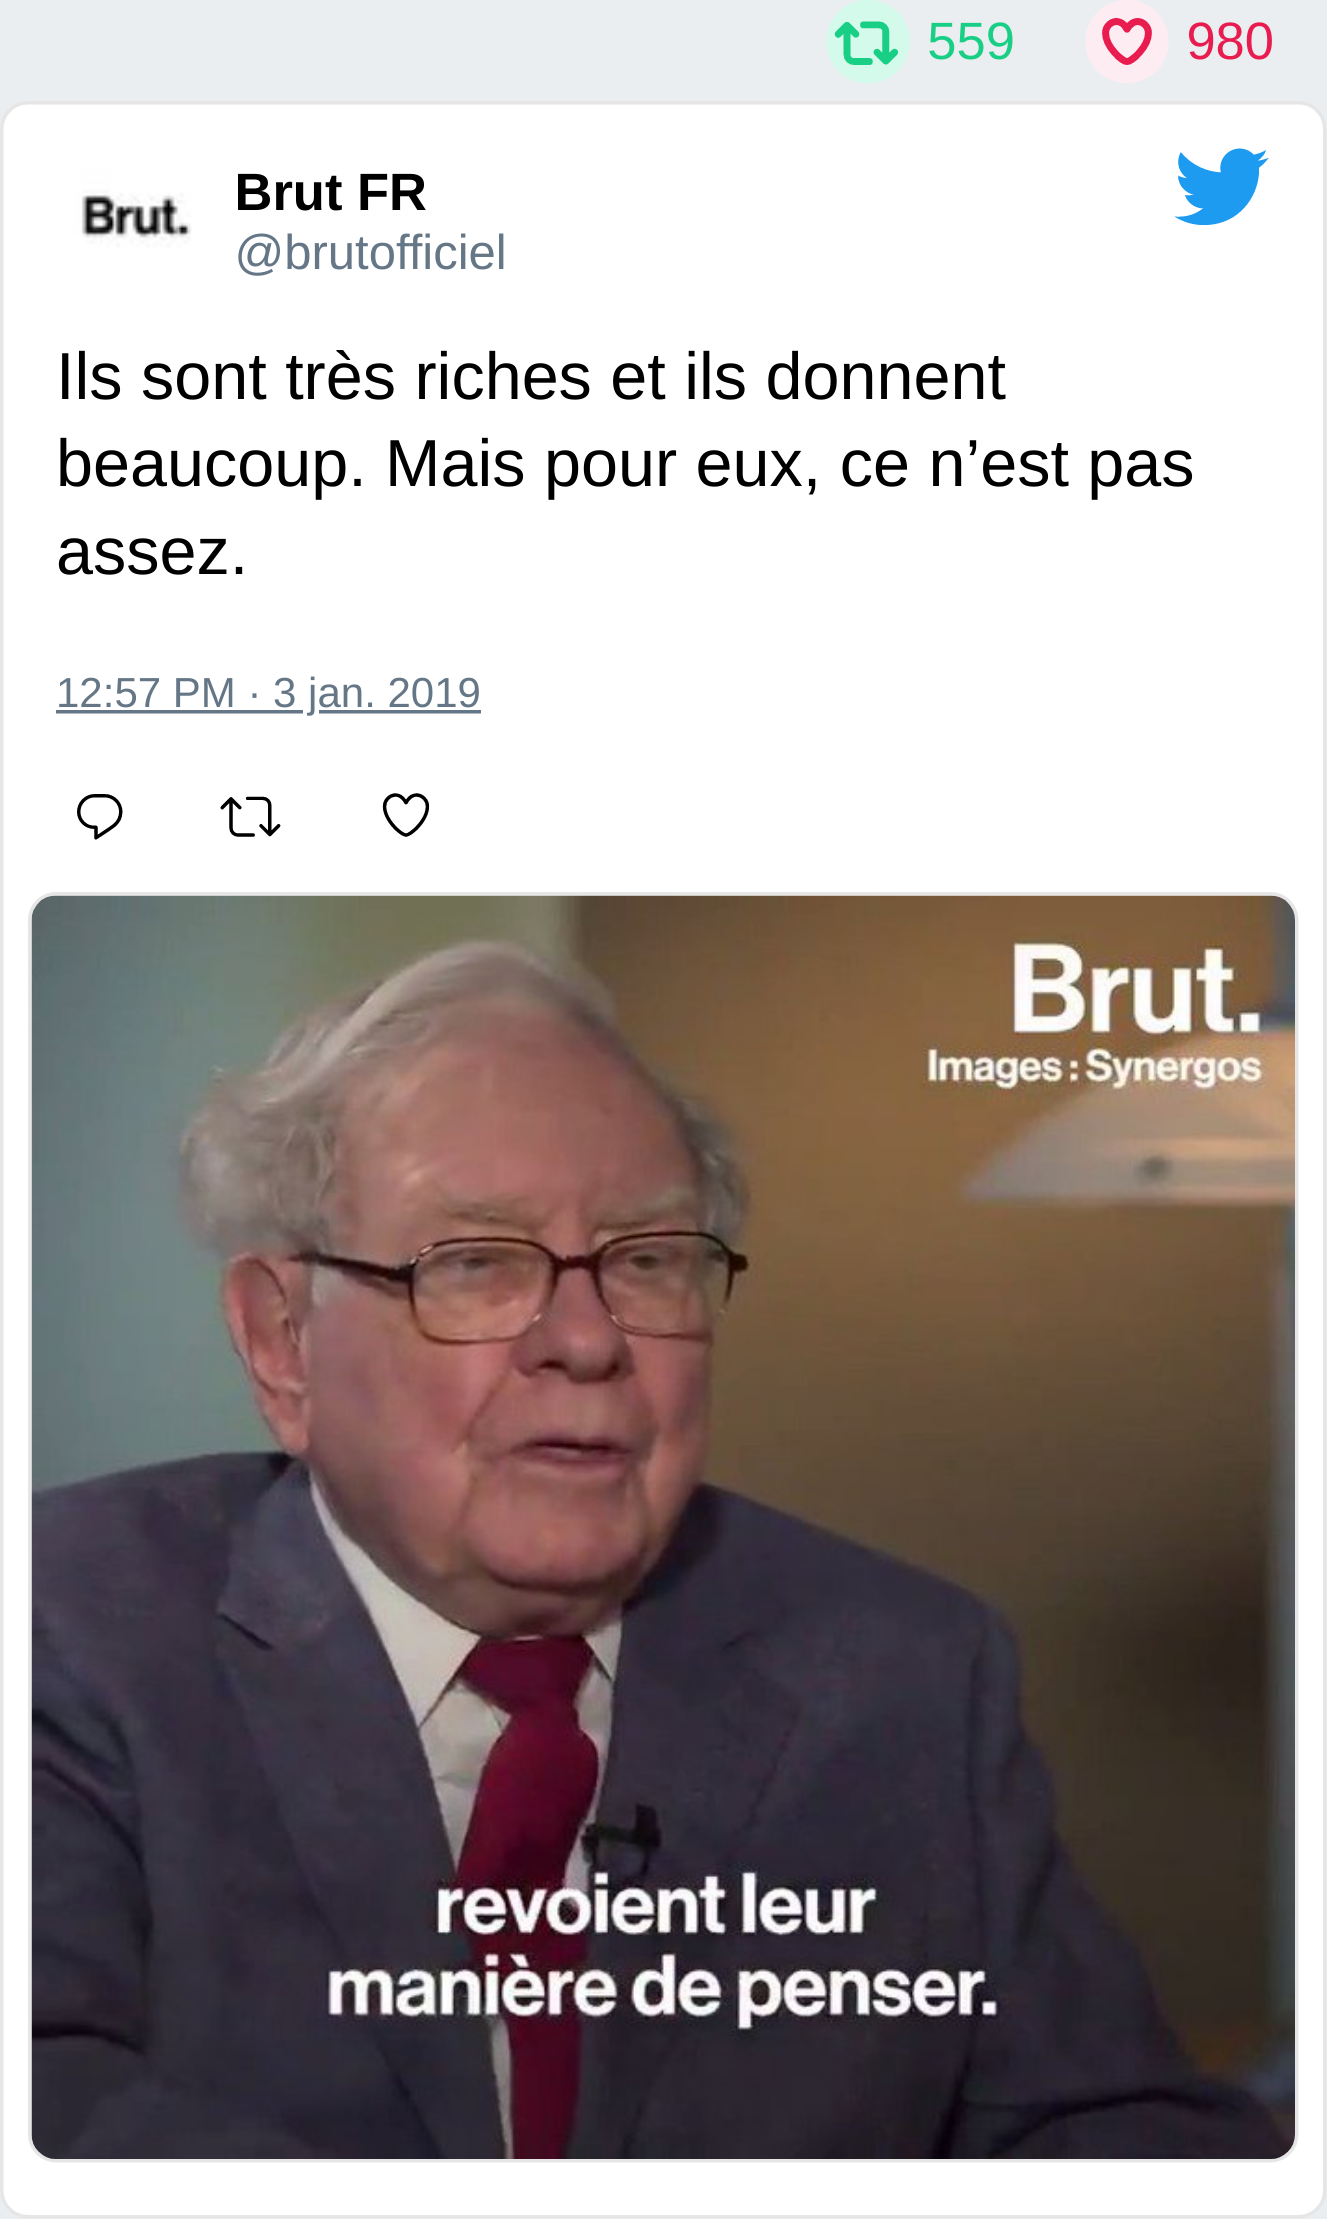 559 980
Brut.
Brut FR
@brutofficiel
Ils sont très riches et ils donnent
beaucoup. Mais pour eux, ce n’est pas
assez.
12:57 PM · 3 jan. 2019
Brut.
Images : Synergos
revoient leur
manière de penser.